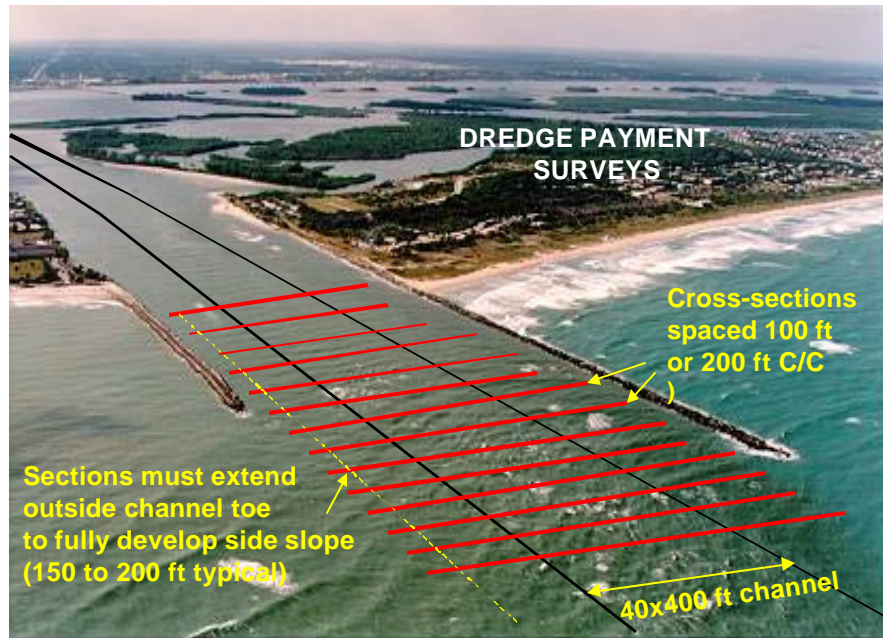 DREDGE PAYMENT
SURVEYS
Cross-sections
spaced 100 ft
or 200 ft C/C
)
Sections must extend
outside channel toe
to fully develop side slope
(150 to 200 ft typical)
40x400 ft channel